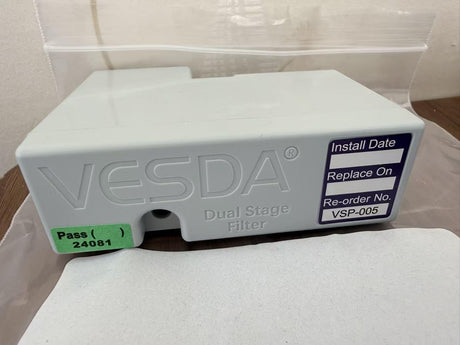 VESDA®
Dual Stage
Filter
Pass ( )
24081
Install Date
Replace On
Re-order No.
VSP-005